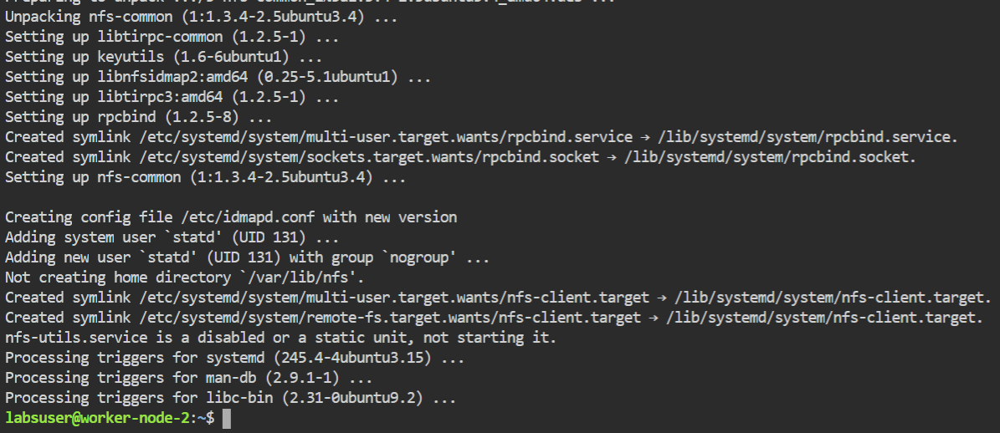 Unpacking nfs-common (1:1.3.4-2.5ubuntu3.4) ...
Setting up libtirpc-common (1.2.5-1) ...
Setting up keyutils (1.6-6ubuntu1) ...
Setting up libnfsidmap2:amd64 (0.25-5.1ubuntu1) ...
Setting up libtirpc3:amd64 (1.2.5-1) ...
Setting up rpcbind (1.2.5-8) ...
Created symlink /etc/systemd/system/multi-user.target.wants/rpcbind.service → /lib/systemd/system/rpcbind.service.
Created symlink /etc/systemd/system/sockets.target.wants/rpcbind.socket → /lib/systemd/system/rpcbind.socket.
Setting up nfs-common (1:1.3.4-2.5ubuntu3.4) ...
Creating config file /etc/idmapd.conf with new version
Adding system user `statd' (UID 131) ...
Adding new user `statd' (UID 131) with group `nogroup' ...
Not creating home directory `/var/lib/nfs'.
Created symlink /etc/systemd/system/multi-user.target.wants/nfs-client.target → /lib/systemd/system/nfs-client.target.
Created symlink /etc/systemd/system/remote-fs.target.wants/nfs-client.target → /lib/systemd/system/nfs-client.target.
nfs-utils.service is a disabled or a static unit, not starting it.
Processing triggers for systemd (245.4-4ubuntu3.15) ...
Processing triggers for man-db (2.9.1-1) ...
Processing triggers for libc-bin (2.31-0ubuntu9.2) ...
labsuser@worker-node-2:~$